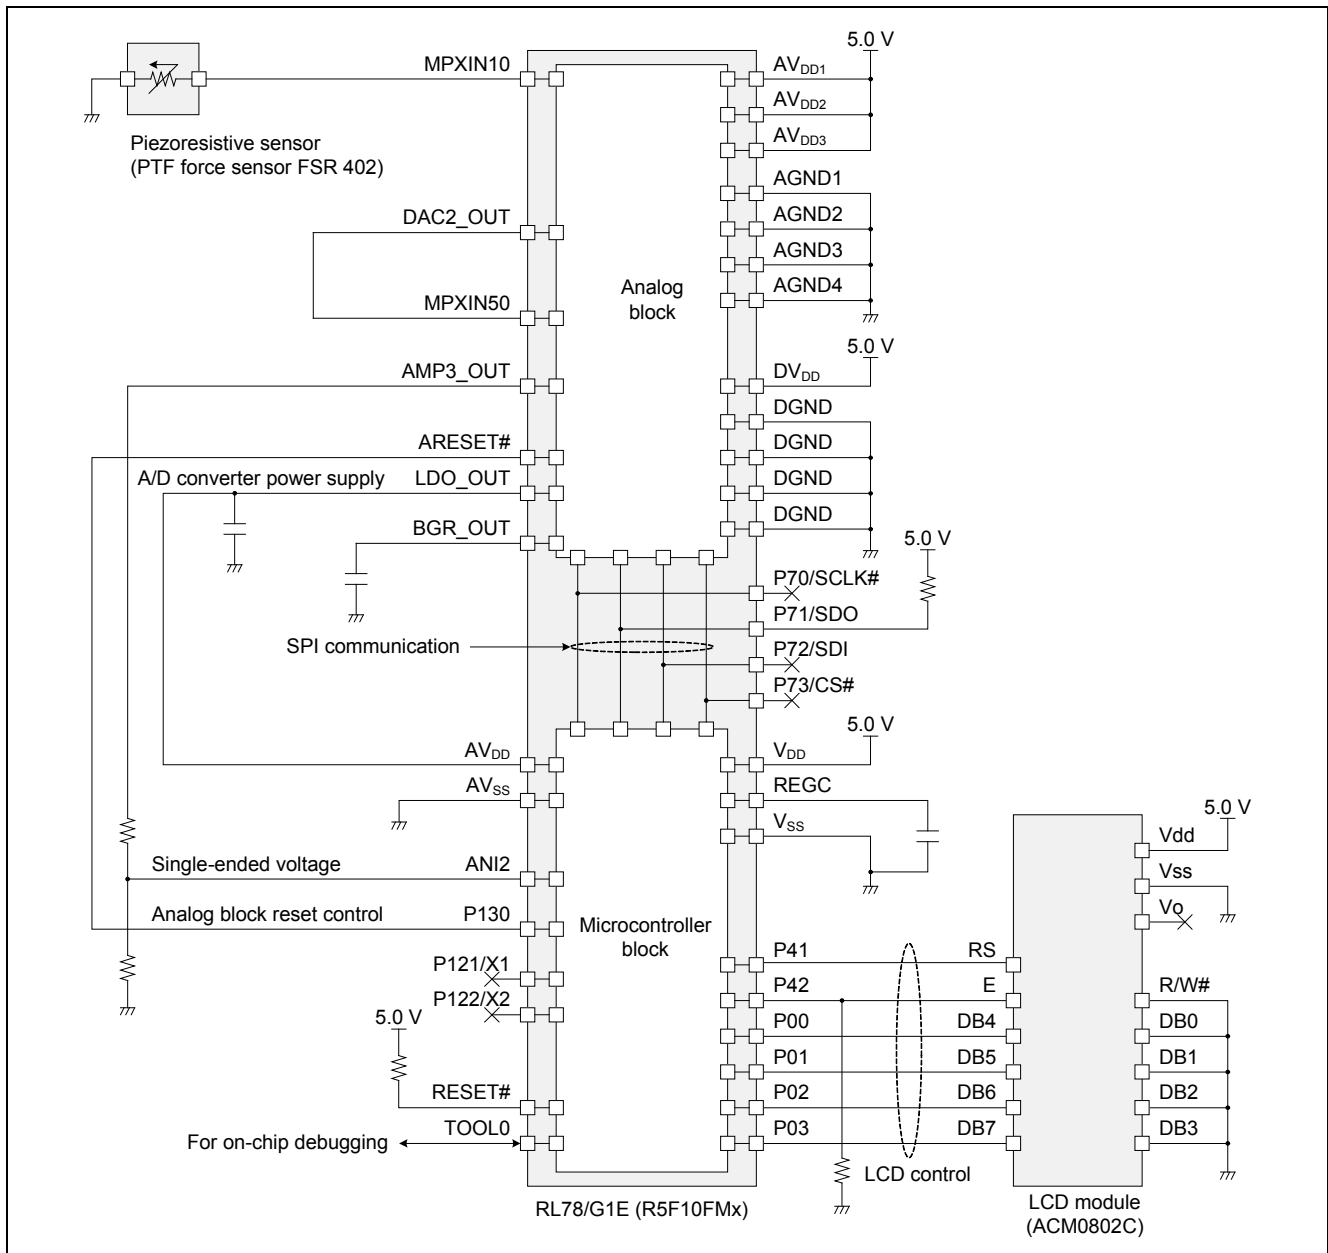 5.0 V
MPXIN10
AVDD1
AVDD2
AVDD3
Piezoresistive sensor
(PTF force sensor FSR 402)
AGND1
DAC2_OUT
AGND2
AGND3
AGND4
Analog
block
MPXIN50
5.0 V
AMP3_OUT
DVDD
DGND
ARESET#
DGND
A/D converter power supply
LDO_OUT
DGND
BGR_OUT
DGND
5.0 V
P70/SCLK#
P71/SDO
SPI communication
P72/SDI
P73/CS#
5.0 V
AVDD
VDD
AVSS
REGC
VSS
5.0 V
Vdd
Single-ended voltage
ANI2
Vss
Analog block reset control
P130
Vo
Microcontroller
block
P41
RS
P121/X1
P42
E
R/W#
P122/X2
5.0 V
P00
DB4
DB0
P01
DB5
DB1
RESET#
P02
DB6
DB2
For on-chip debugging
TOOL0
P03
DB7
DB3
LCD control
RL78/G1E (R5F10FMx)
LCD module
(ACM0802C)